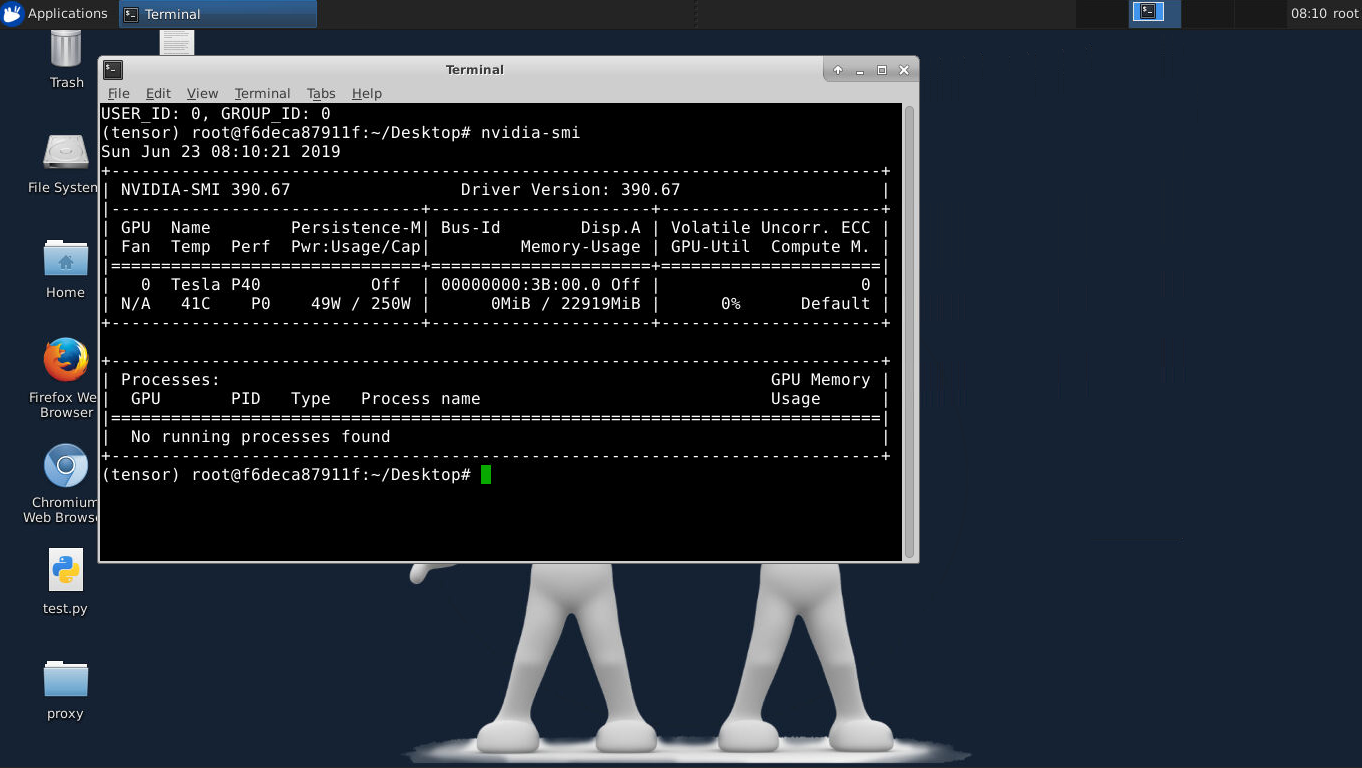 Applications
Terminal
08:10 root
Trash
File System
Home
Firefox We
Browser
Chromium
Web Browse
test.py
proxy
Terminal
File Edit View Terminal Tabs Help
USER_ID: 0, GROUP_ID: 0
(tensor) root@f6deca87911f:~/Desktop# nvidia-smi
Sun Jun 23 08:10:21 2019
+------------------------------------------------------------------------------+
| NVIDIA-SMI 390.67                 Driver Version: 390.67                    |
|-------------------------------+----------------------+----------------------+
| GPU  Name        Persistence-M| Bus-Id        Disp.A | Volatile Uncorr. ECC |
| Fan  Temp  Perf  Pwr:Usage/Cap|         Memory-Usage | GPU-Util  Compute M. |
|===============================+======================+======================|
|   0  Tesla P40           Off  | 00000000:3B:00.0 Off |                    0 |
| N/A   41C    P0    49W / 250W |      0MiB / 22919MiB |      0%      Default |
+-------------------------------+----------------------+----------------------+
+-----------------------------------------------------------------------------+
| Processes:                                                       GPU Memory |
|  GPU       PID   Type   Process name                             Usage      |
|=============================================================================|
|  No running processes found                                                 |
+-----------------------------------------------------------------------------+
(tensor) root@f6deca87911f:~/Desktop#